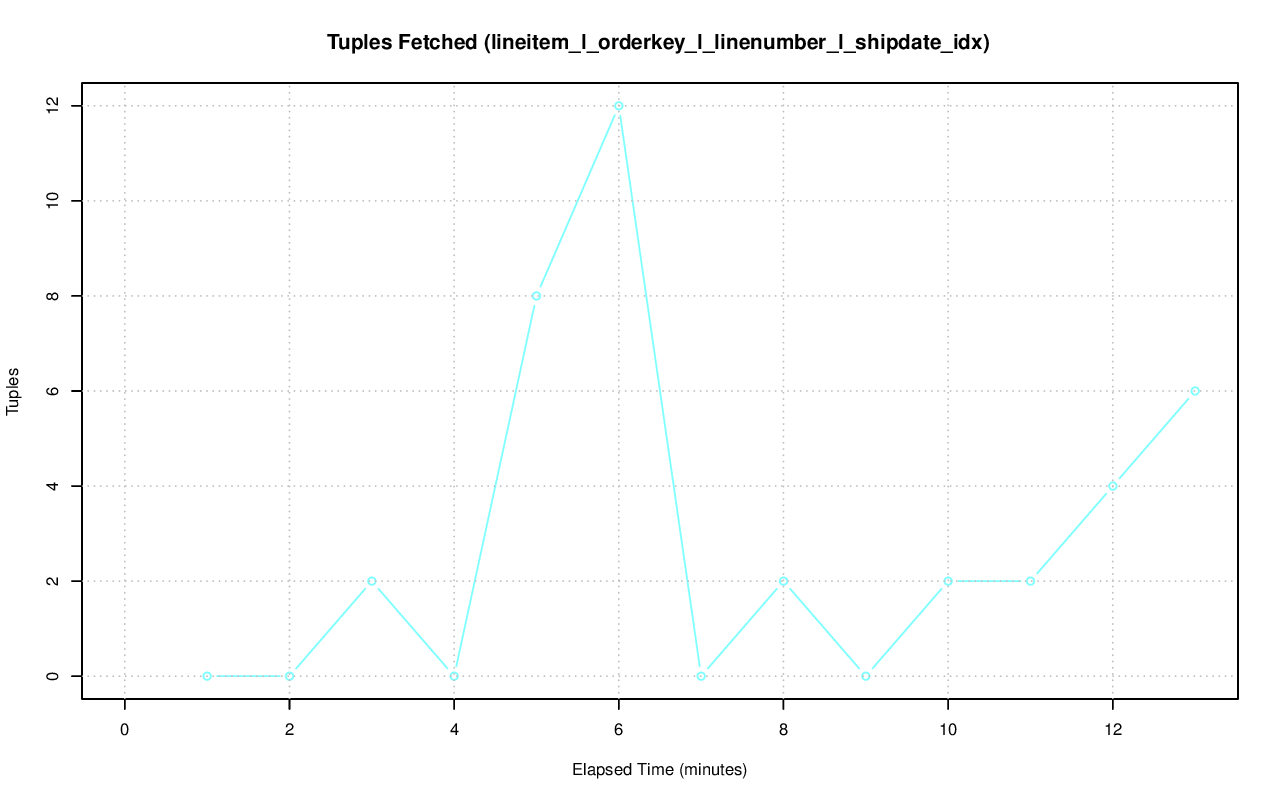 Tuples Fetched (lineitem_l_orderkey_l_linenumber_l_shipdate_idx)
12
10
8
6
4
2
0
Tuples
0 2 4 6 8 10 12
Elapsed Time (minutes)